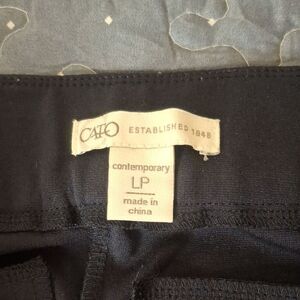 CATO ESTABLISHED 1946
contemporary
LP
made in
china